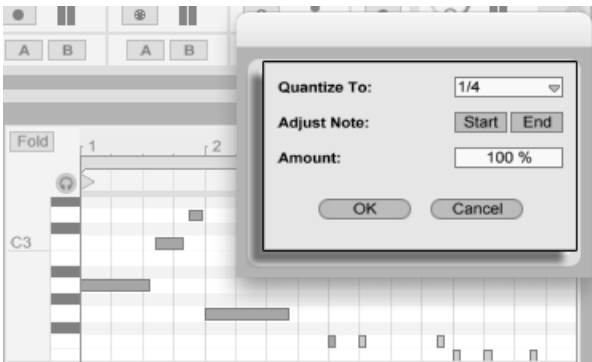 A B A B
Quantize To: 1/4
Adjust Note: Start End
Amount: 100 %
OK Cancel
Fold 1 2
C3